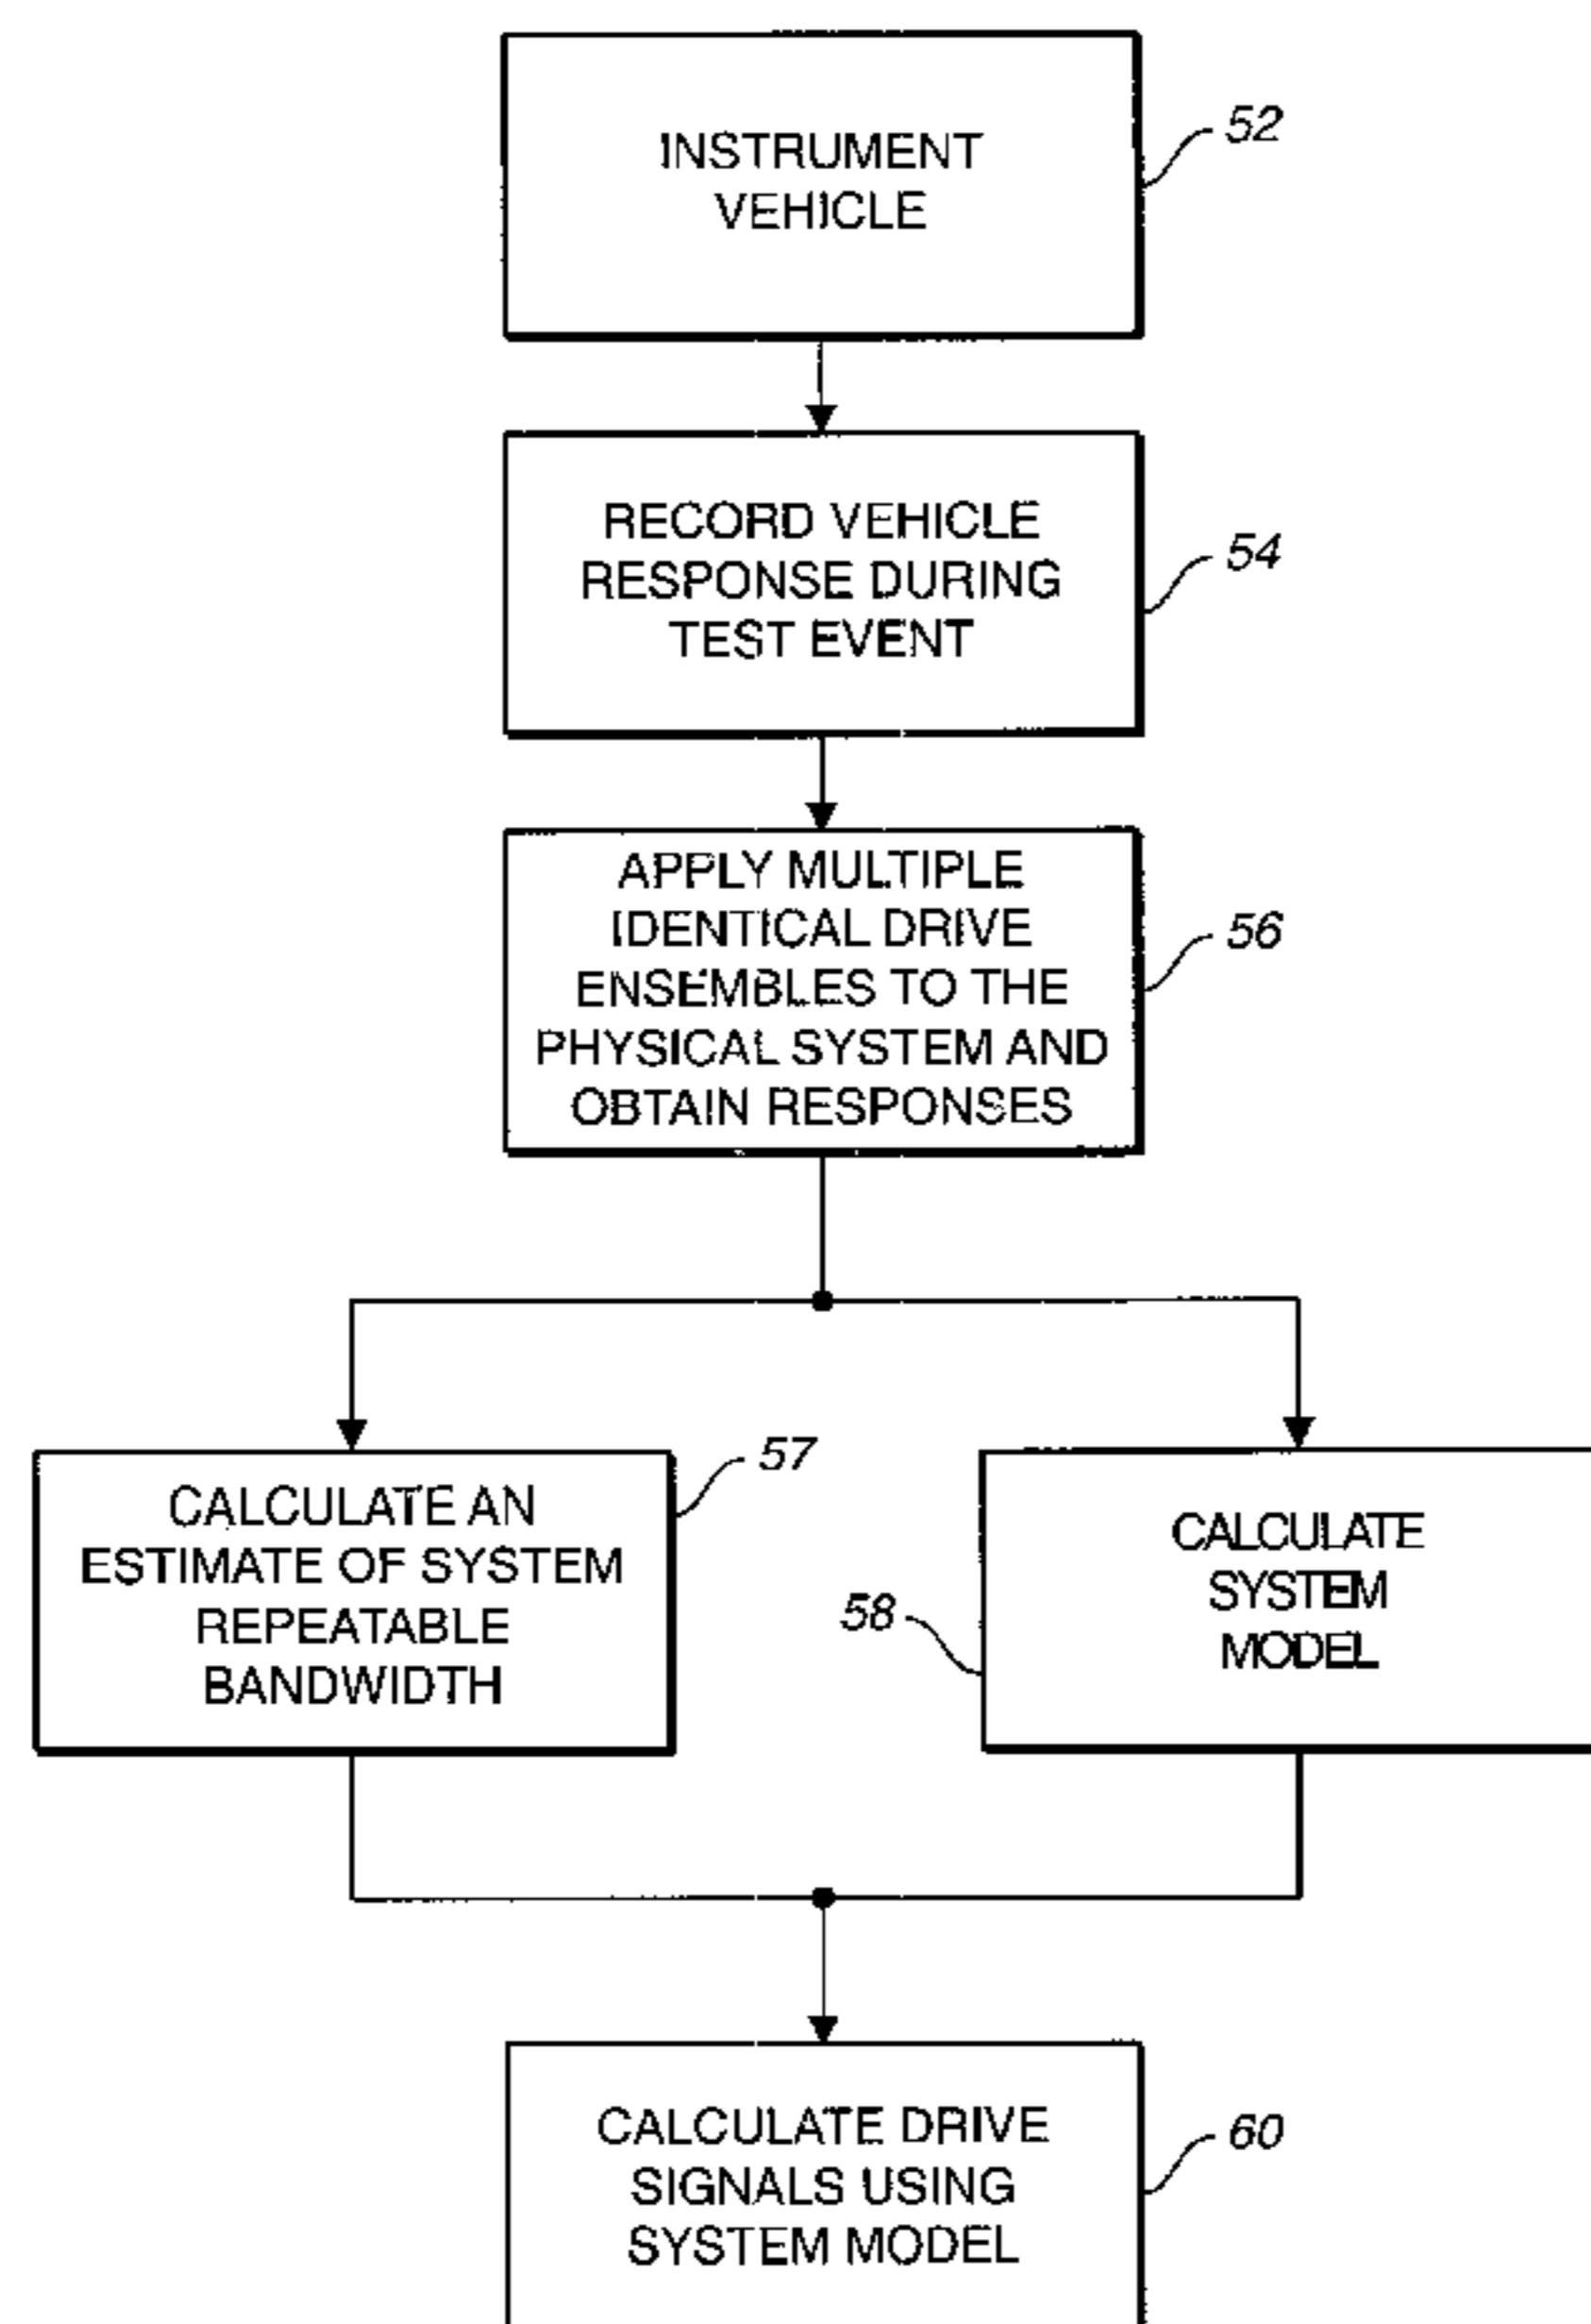 INSTRUMENT
VEHICLE
52
RECORD VEHICLE
RESPONSE DURING
TEST EVENT
54
APPLY MULTIPLE
IDENTICAL DRIVE
ENSEMBLES TO THE
PHYSICAL SYSTEM AND
OBTAIN RESPONSES
56
CALCULATE AN
ESTIMATE OF SYSTEM
REPEATABLE
BANDWIDTH
57
CALCULATE
SYSTEM
MODEL
58
CALCULATE DRIVE
SIGNALS USING
SYSTEM MODEL
60